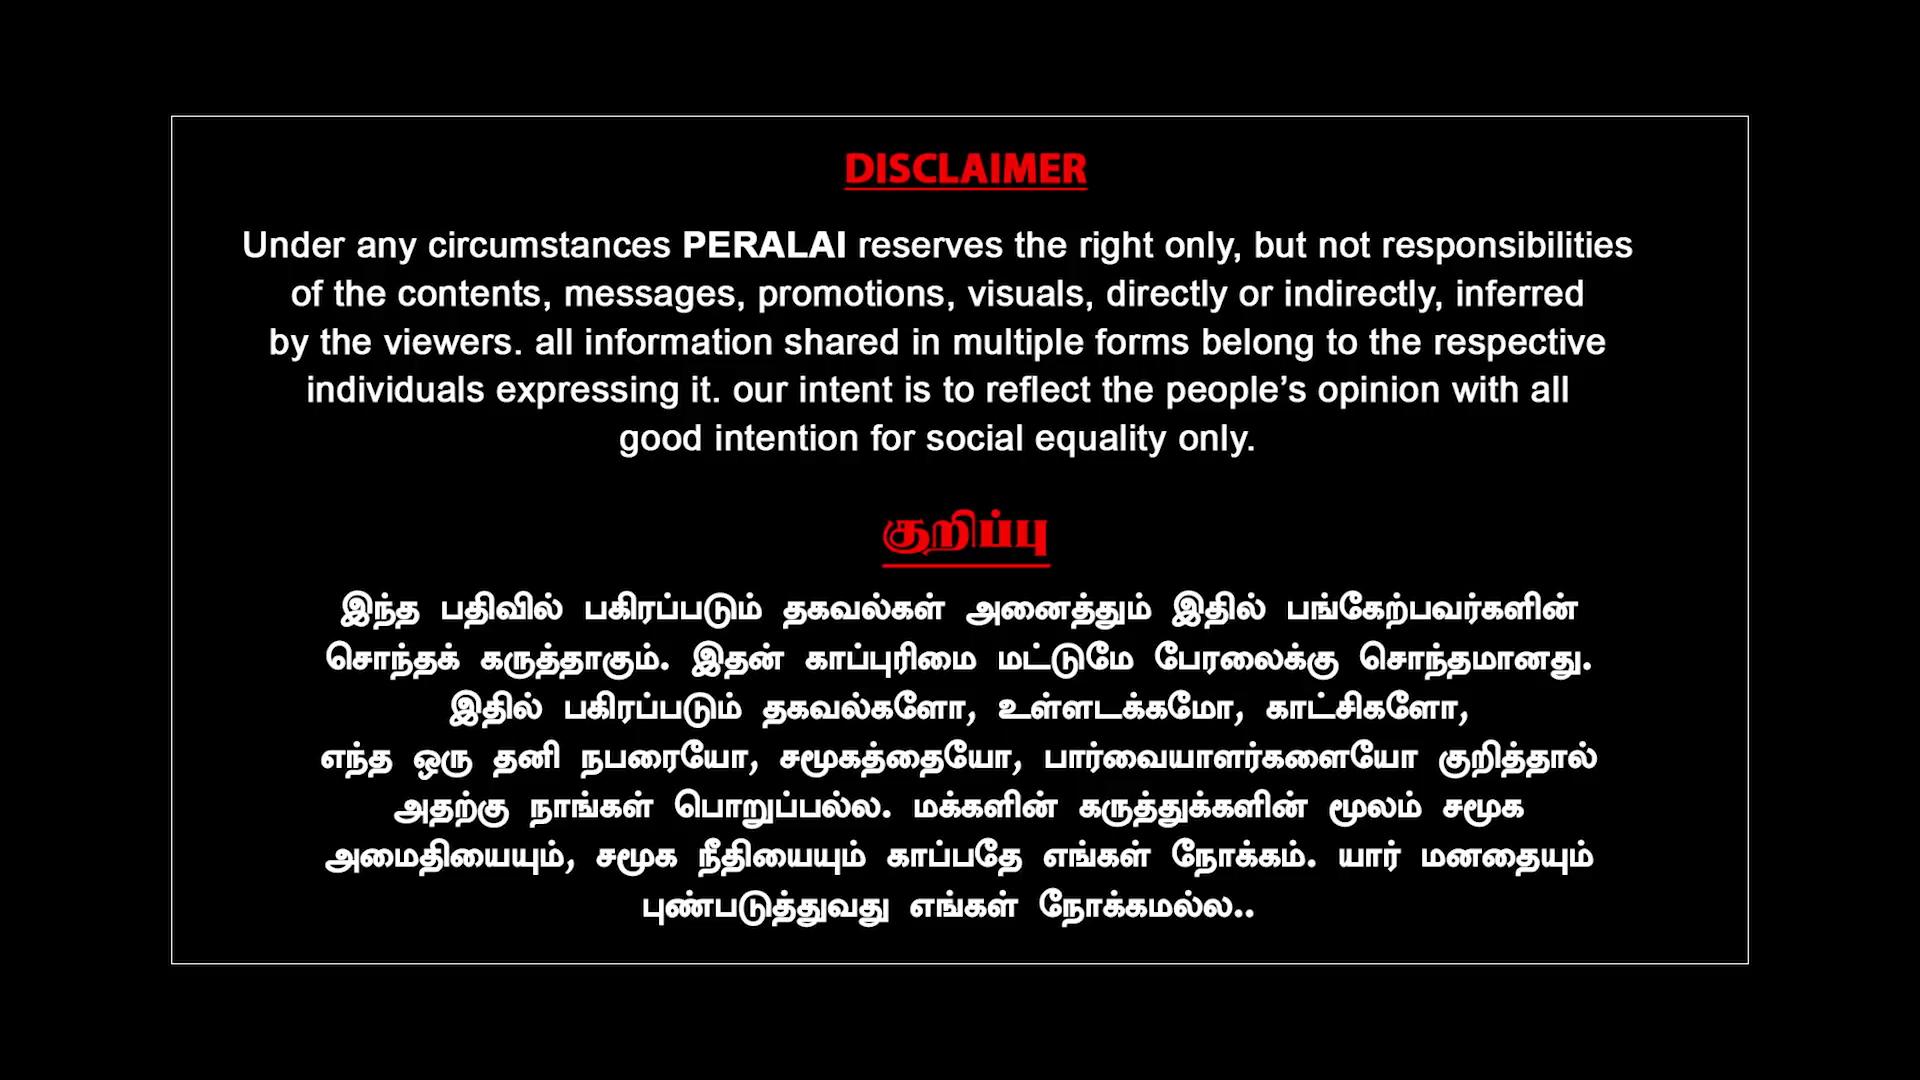 DISCLAIMER
Under any circumstances PERALAI reserves the right only, but not responsibilities
of the contents, messages, promotions, visuals, directly or indirectly, inferred
by the viewers. all information shared in multiple forms belong to the respective
individuals expressing it. our intent is to reflect the people’s opinion with all
good intention for social equality only.
குறிப்பு
இந்த பதிவில் பகிரப்படும் தகவல்கள் அனைத்தும் இதில் பங்கேற்பவர்களின்
சொந்தக் கருத்தாகும். இதன் காப்புரிமை மட்டுமே பேரலைக்கு சொந்தமானது.
இதில் பகிரப்படும் தகவல்களோ, உள்ளடக்கமோ, காட்சிகளோ,
எந்த ஒரு தனி நபரையோ, சமூகத்தையோ, பார்வையாளர்களையோ குறித்தால்
அதற்கு நாங்கள் பொறுப்பல்ல. மக்களின் கருத்துக்களின் மூலம் சமூக
அமைதியையும், சமூக நீதியையும் காப்பதே எங்கள் நோக்கம். யார் மனதையும்
புண்படுத்துவது எங்கள் நோக்கமல்ல..